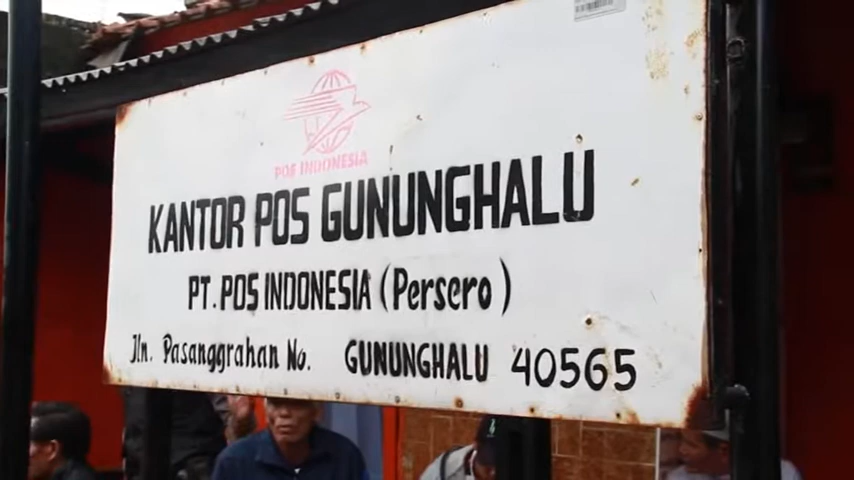 POS INDONESIA
KANTOR POS GUNUNGHALU
PT. POS INDONESIA (Persero)
Jln. Pasanggrahan No. GUNUNGHALU 40565